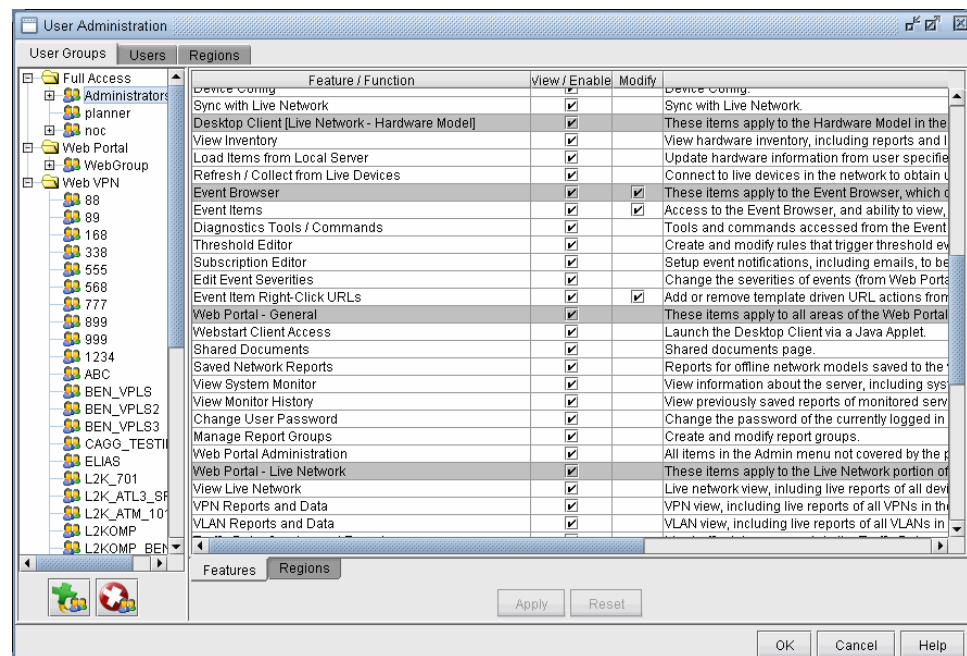 User Administration
User Groups
Users
Regions
Full Access
Administrators
planner
noc
Web Portal
WebGroup
Web VPN
88
89
168
338
555
568
777
899
999
1234
ABC
BEN_VPLS
BEN_VPLS2
BEN_VPLS3
CAGG_TESTI
ELIAS
L2K_701
L2K_ATL3_SF
L2K_ATM_101
L2KOMP
L2KOMP_BEN
Feature / Function View / Enable Modify
Device Config Device Config.
Sync with Live Network Sync with Live Network.
Desktop Client [Live Network - Hardware Model] These items apply to the Hardware Model in the
View Inventory View hardware inventory, including reports and l
Load Items from Local Server Update hardware information from user specifie
Refresh / Collect from Live Devices Connect to live devices in the network to obtain u
Event Browser These items apply to the Event Browser, which c
Event Items Access to the Event Browser, and ability to view,
Diagnostics Tools / Commands Tools and commands accessed from the Event
Threshold Editor Create and modify rules that trigger threshold ev
Subscription Editor Setup event notifications, including emails, to be
Edit Event Severities Change the severities of events (from Web Porta
Event Item Right-Click URLs Add or remove template driven URL actions from
Web Portal - General These items apply to all areas of the Web Portal
Webstart Client Access Launch the Desktop Client via a Java Applet.
Shared Documents Shared documents page.
Saved Network Reports Reports for offline network models saved to the
View System Monitor View information about the server, including sys
View Monitor History View previously saved reports of monitored serv
Change User Password Change the password of the currently logged in
Manage Report Groups Create and modify report groups.
Web Portal Administration All items in the Admin menu not covered by the p
Web Portal - Live Network These items apply to the Live Network portion of
View Live Network Live network view, inluding live reports of all devi
VPN Reports and Data VPN view, including live reports of all VPNs in the
VLAN Reports and Data VLAN view, including live reports of all VLANs in
Features
Regions
Apply
Reset
OK
Cancel
Help